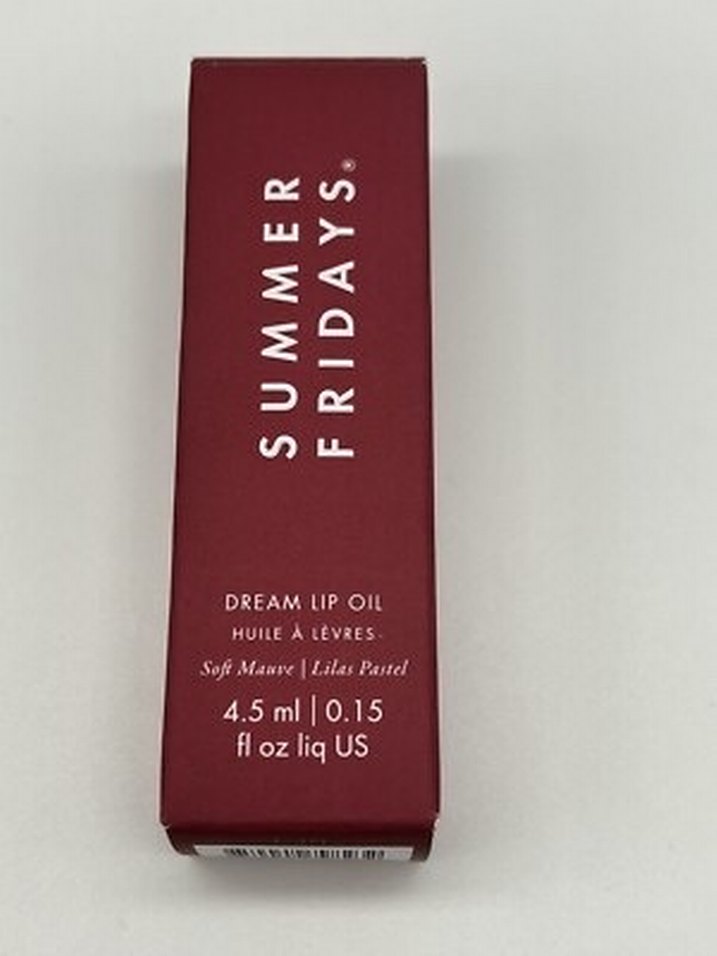 SUMMER
FRIDAYS®
DREAM LIP OIL
HUILE À LÈVRES
Soft Mauve | Lilas Pastel
4.5 ml | 0.15
fl oz liq US